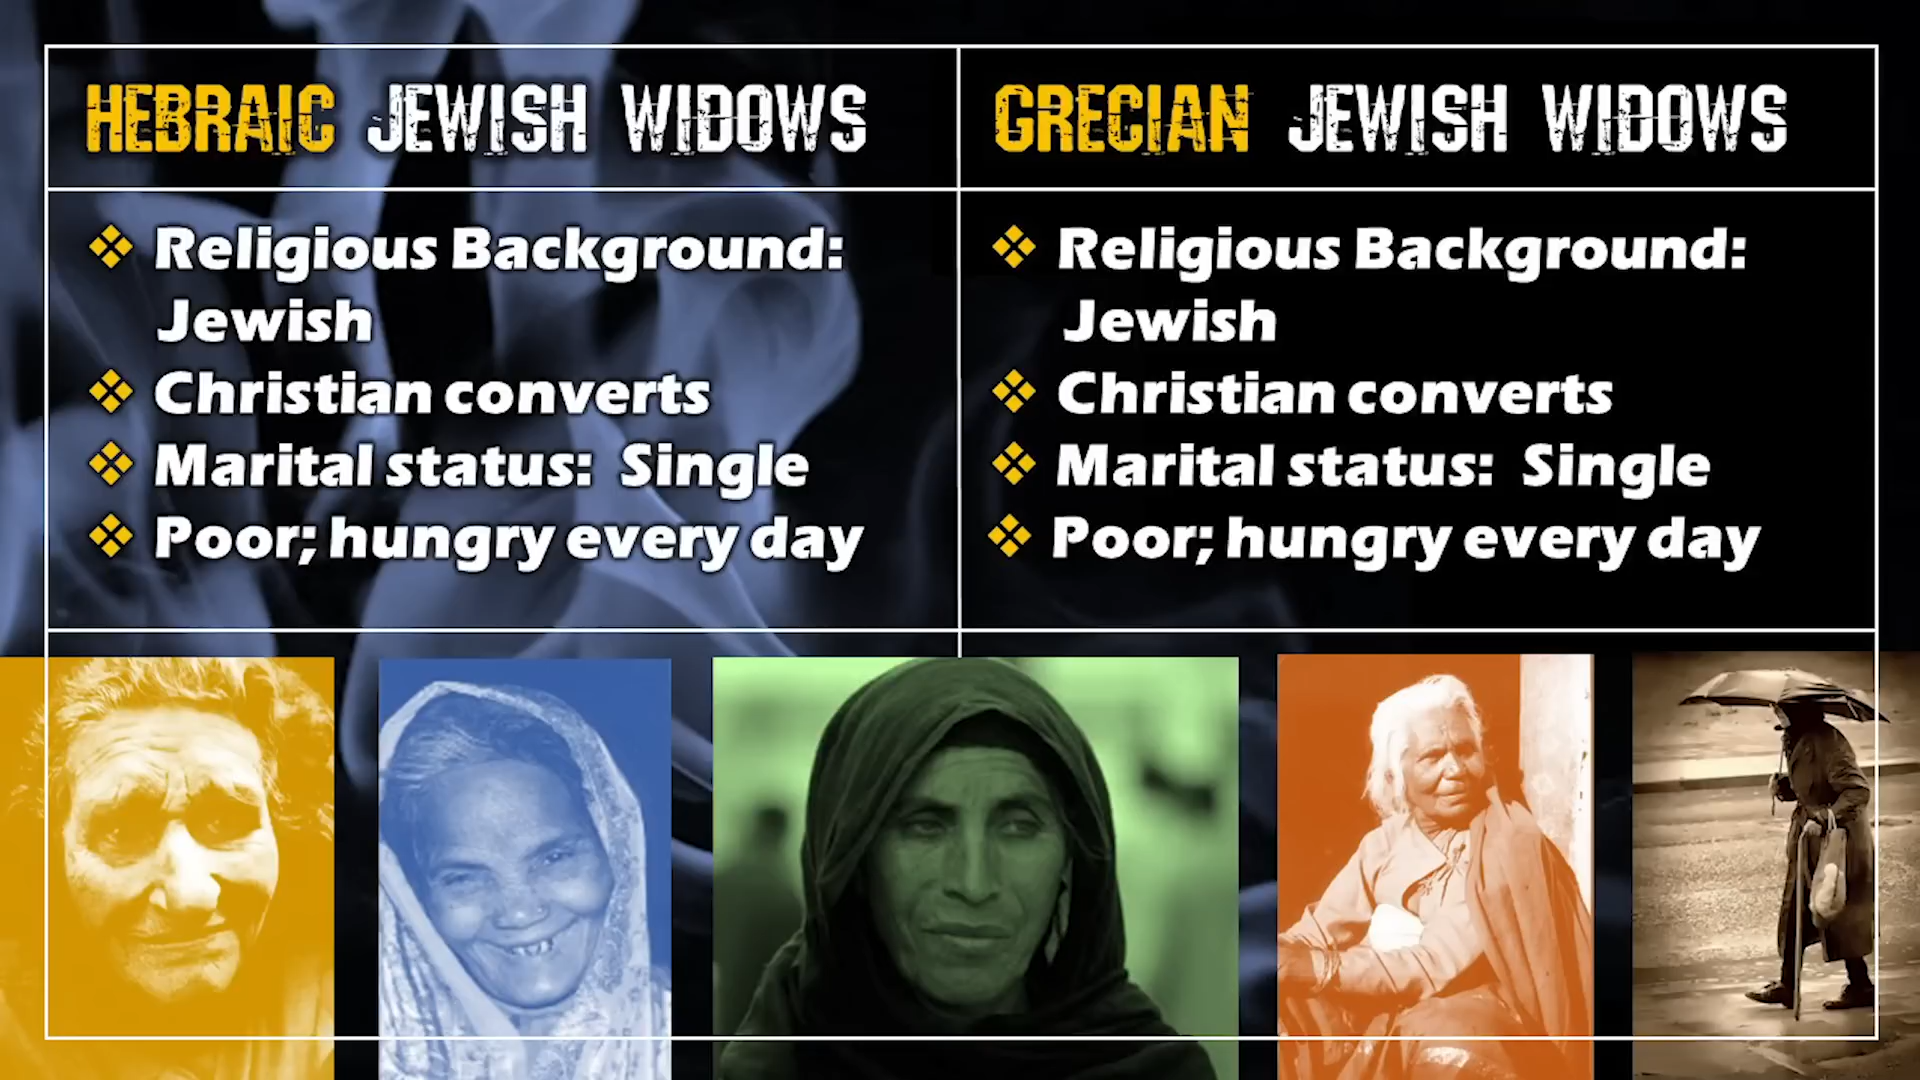 HEBRAIC JEWISH WIDOWS
❖ Religious Background:
Jewish
❖ Christian converts
❖ Marital status: Single
❖ Poor; hungry every day
GRECIAN JEWISH WIDOWS
❖ Religious Background:
Jewish
❖ Christian converts
❖ Marital status: Single
❖ Poor; hungry every day